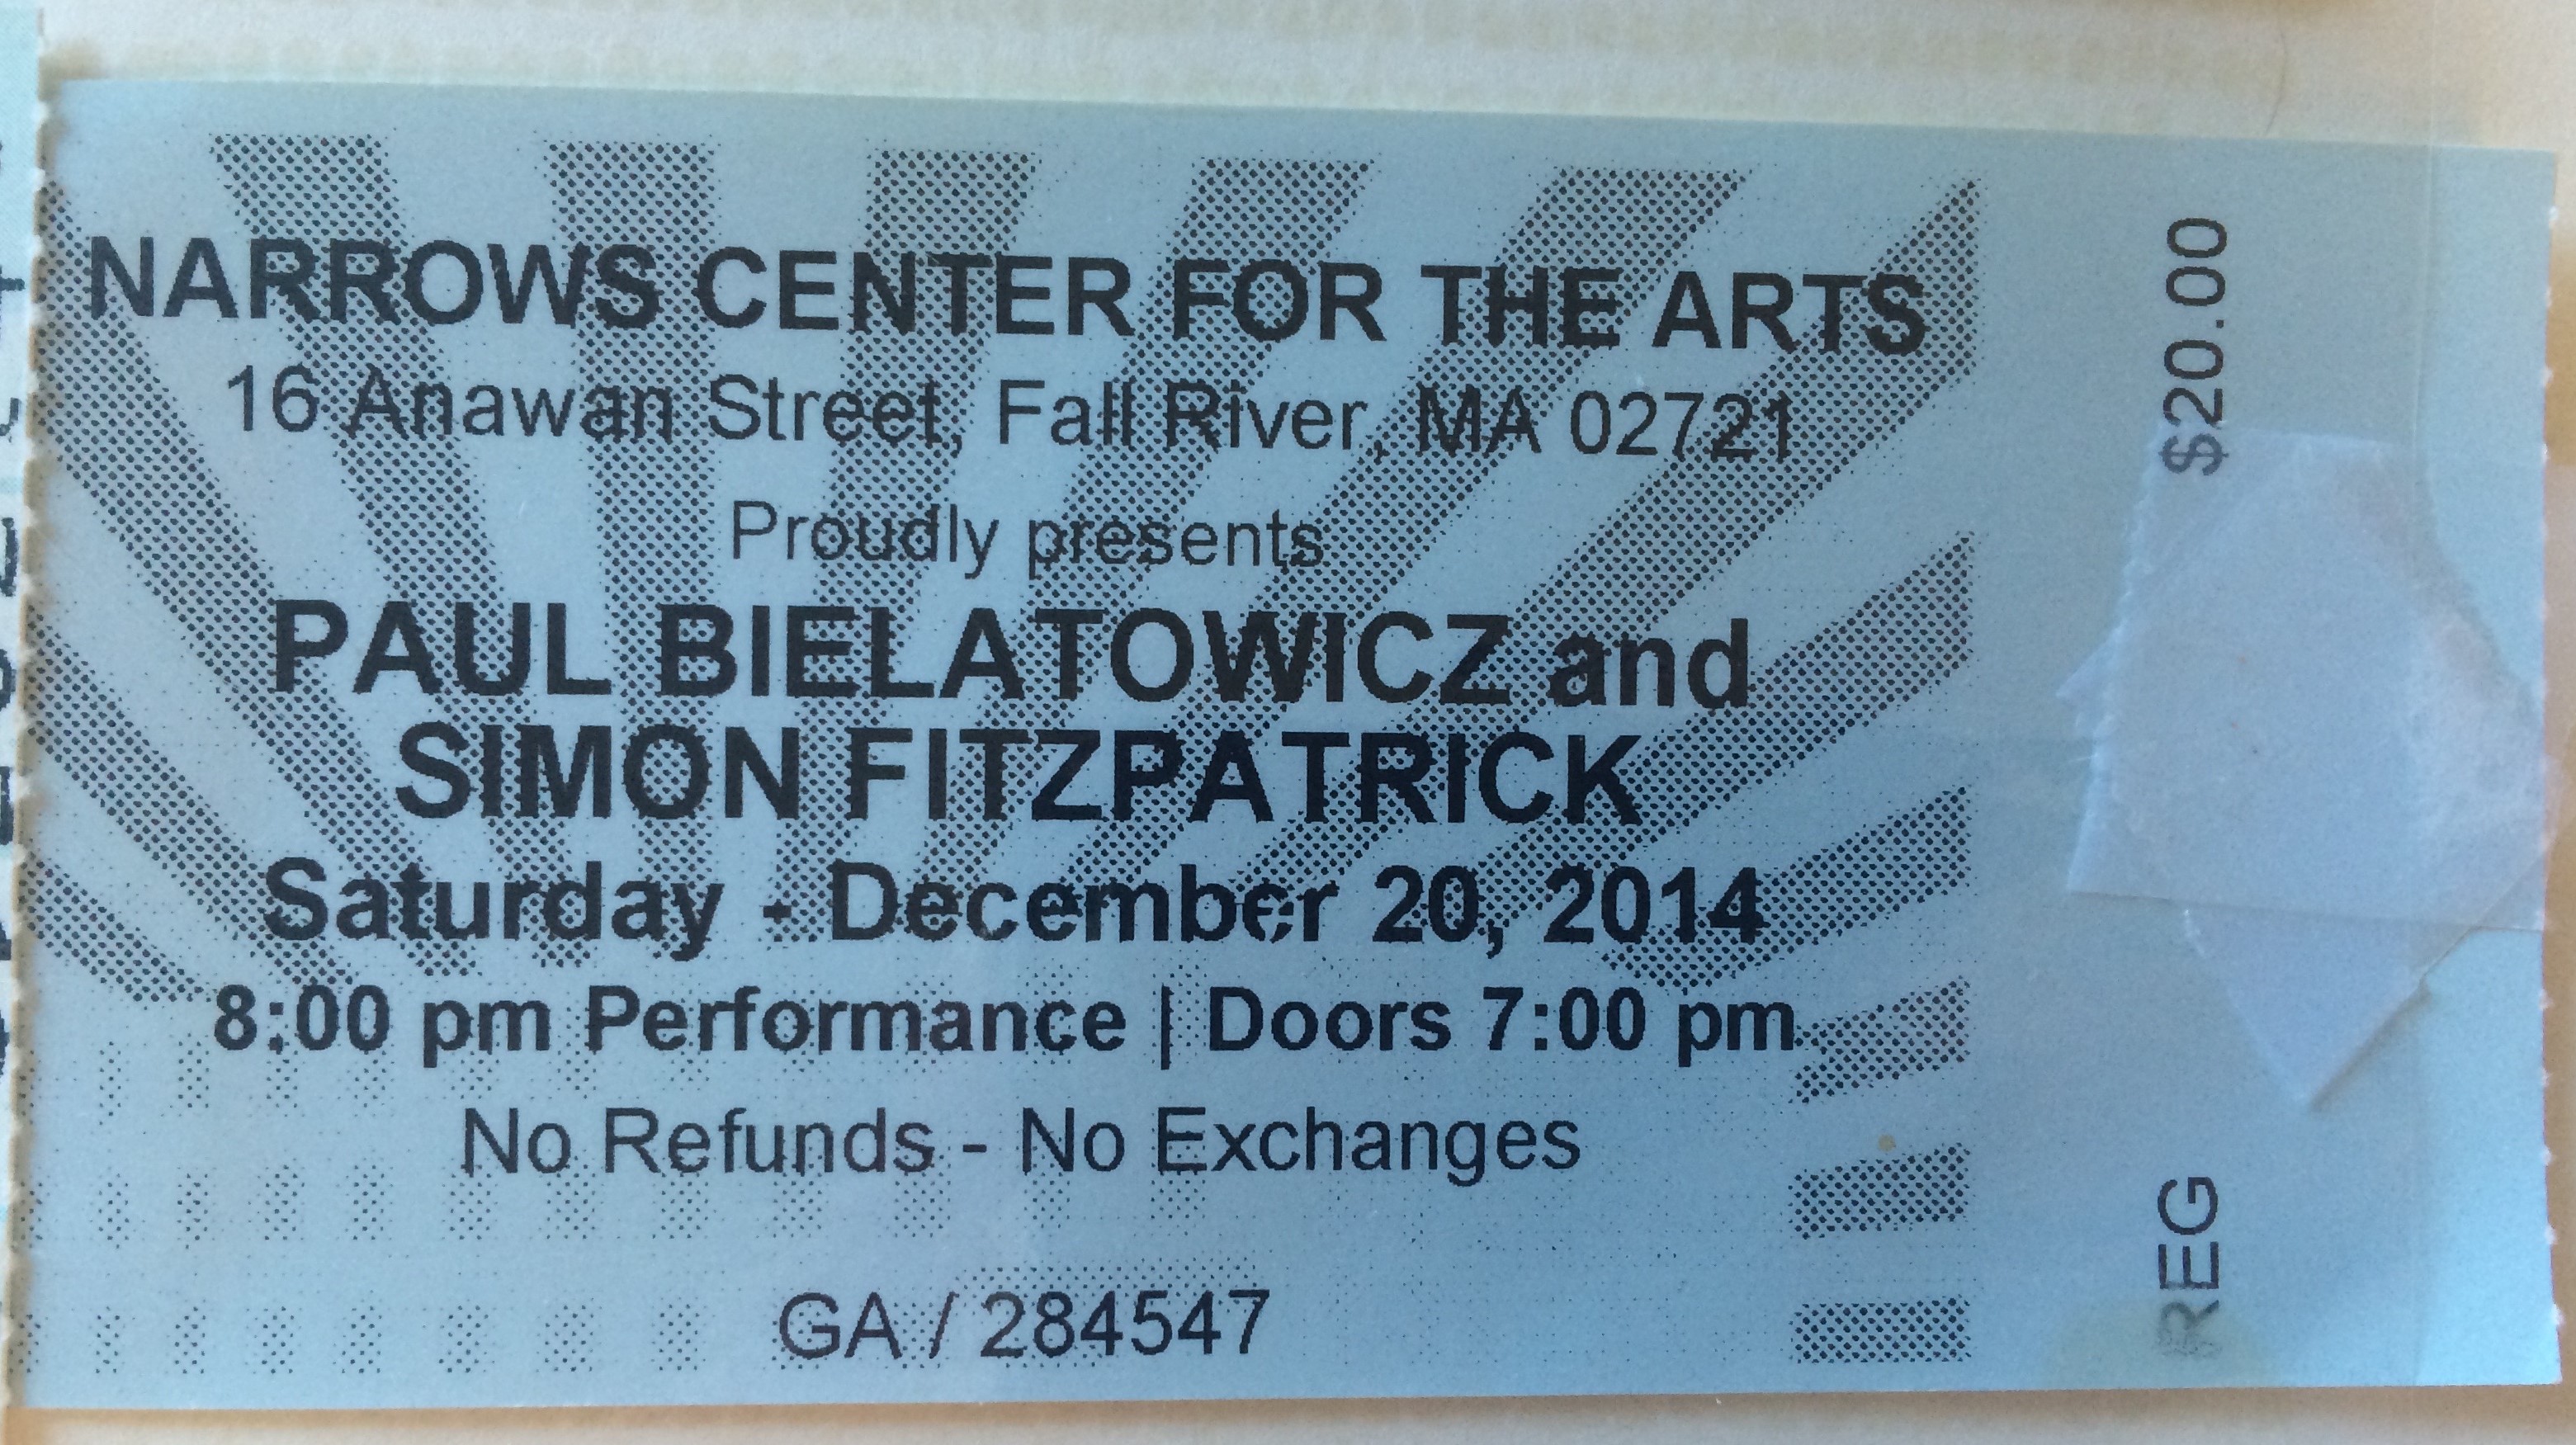 NARROWS CENTER FOR THE ARTS
16 Anawan Street, Fall River, MA 02721
Proudly presents
PAUL BIELATOWICZ and
SIMON FITZPATRICK
Saturday - December 20, 2014
8:00 pm Performance | Doors 7:00 pm
No Refunds - No Exchanges
GA / 284547
$20.00
REG